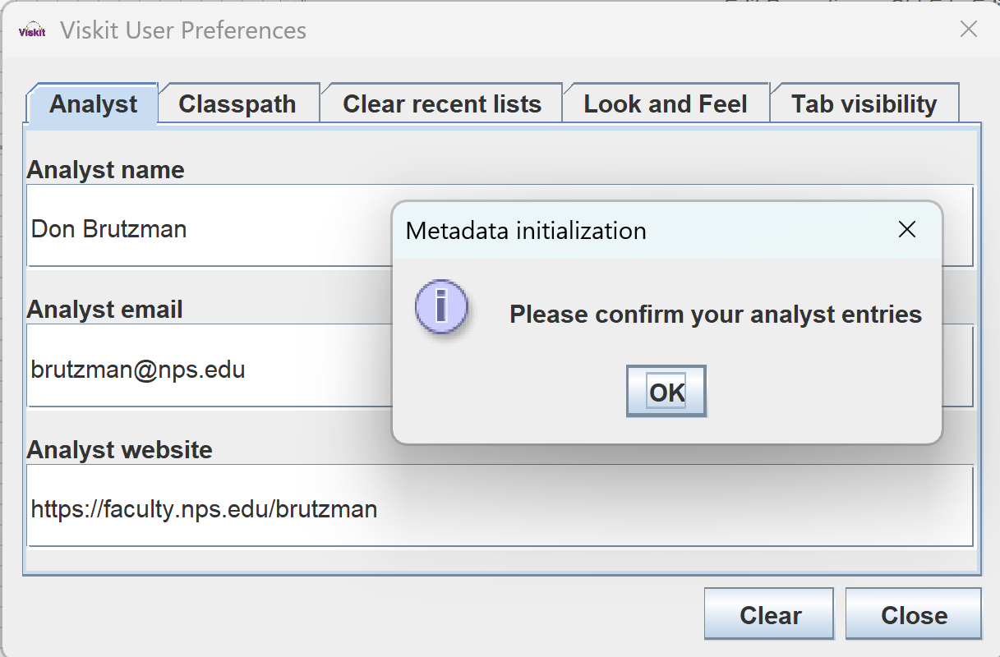 Viskit Viskit User Preferences
Analyst Classpath Clear recent lists Look and Feel Tab visibility
Analyst name
Don Brutzman
Metadata initialization
Please confirm your analyst entries
OK
Analyst email
brutzman@nps.edu
Analyst website
https://faculty.nps.edu/brutzman
Clear Close